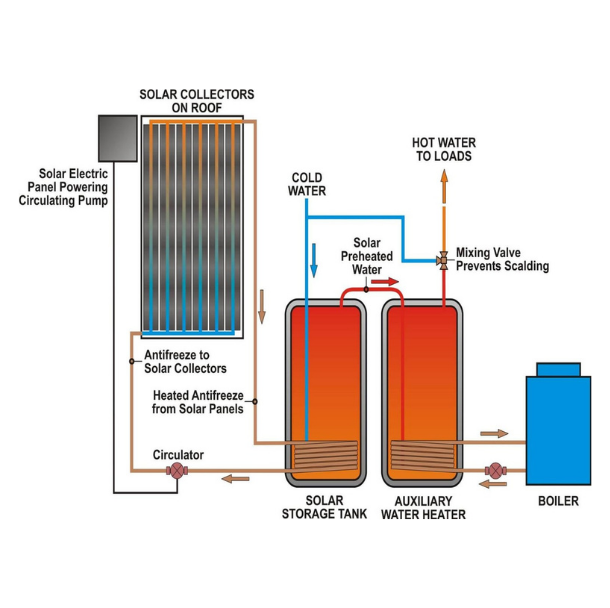 SOLAR COLLECTORS
ON ROOF
Solar Electric
Panel Powering
Circulating Pump
COLD
WATER
HOT WATER
TO LOADS
Solar
Preheated
Water
Mixing Valve
Prevents Scalding
Antifreeze to
Solar Collectors
Heated Antifreeze
from Solar Panels
Circulator
SOLAR
STORAGE TANK
AUXILIARY
WATER HEATER
BOILER